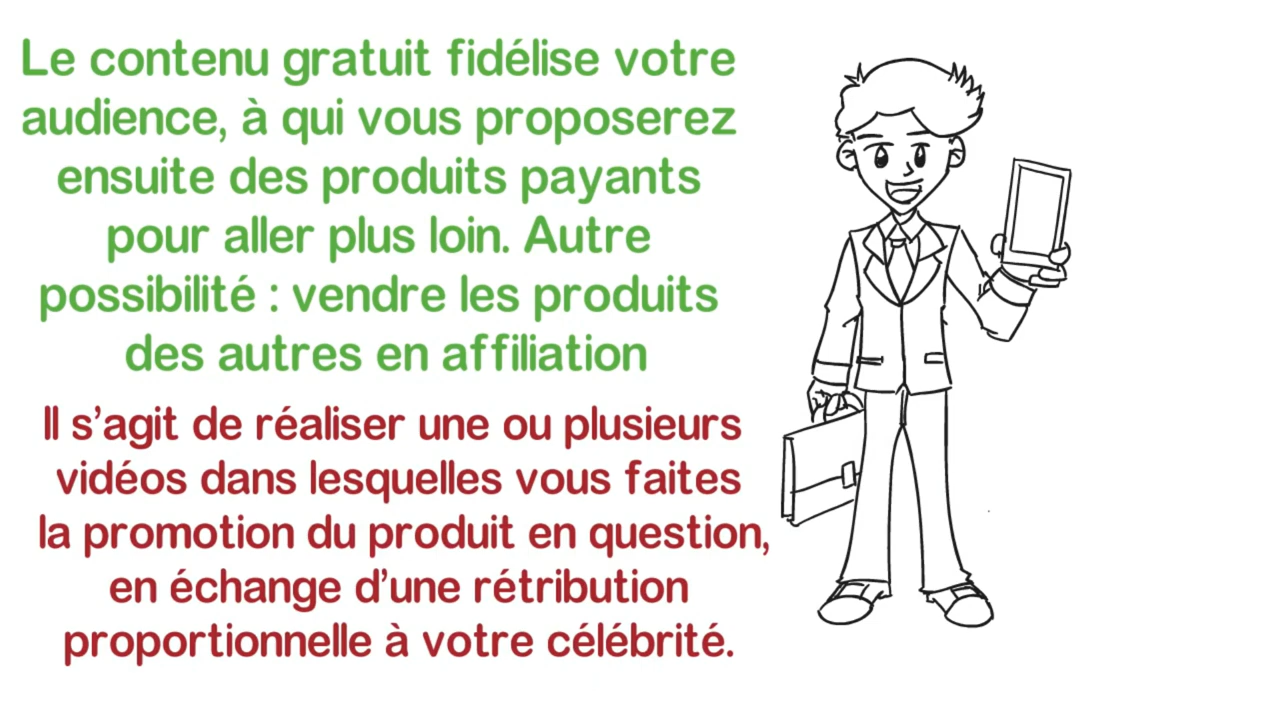 Le contenu gratuit fidélise votre
audience, à qui vous proposerez
ensuite des produits payants
pour aller plus loin. Autre
possibilité : vendre les produits
des autres en affiliation
Il s’agit de réaliser une ou plusieurs
vidéos dans lesquelles vous faites
la promotion du produit en question,
en échange d’une rétribution
proportionnelle à votre célébrité.